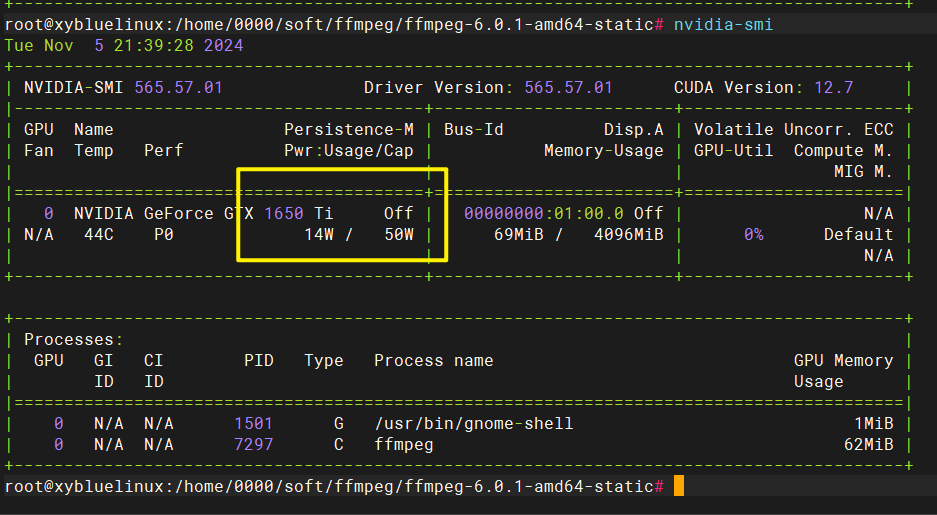 +-----------------------------------------------------------------------------------------+
root@xybluelinux:/home/0000/soft/ffmpeg/ffmpeg-6.0.1-amd64-static# nvidia-smi
Tue Nov  5 21:39:28 2024
+-----------------------------------------------------------------------------------------+
| NVIDIA-SMI 565.57.01              Driver Version: 565.57.01      CUDA Version: 12.7     |
|-----------------------------------------+------------------------+----------------------+
| GPU  Name                 Persistence-M | Bus-Id          Disp.A | Volatile Uncorr. ECC |
| Fan  Temp   Perf          Pwr:Usage/Cap |           Memory-Usage | GPU-Util  Compute M. |
|                                         |                        |               MIG M. |
|=========================================+========================+======================|
|   0  NVIDIA GeForce GTX 1650 Ti     Off |   00000000:01:00.0 Off |                  N/A |
| N/A   44C    P0             14W /   50W |      69MiB /   4096MiB |      0%      Default |
|                                         |                        |                  N/A |
+-----------------------------------------+------------------------+----------------------+
+-----------------------------------------------------------------------------------------+
| Processes:                                                                              |
|  GPU   GI   CI        PID   Type   Process name                              GPU Memory |
|        ID   ID                                                               Usage      |
|=========================================================================================|
|    0   N/A  N/A      1501      G   /usr/bin/gnome-shell                            1MiB |
|    0   N/A  N/A      7297      C   ffmpeg                                         62MiB |
+-----------------------------------------------------------------------------------------+
root@xybluelinux:/home/0000/soft/ffmpeg/ffmpeg-6.0.1-amd64-static#